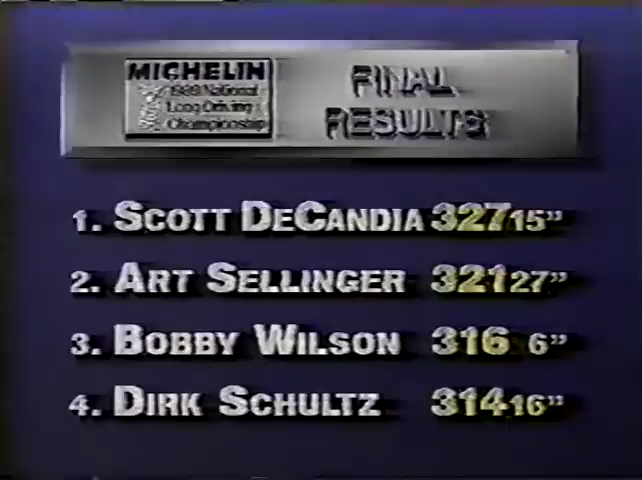 MICHELIN
1989 National
Long Driving
Championship
FINAL
RESULTS
1. SCOTT DECANDIA 327 15"
2. ART SELLINGER 321 27"
3. BOBBY WILSON 316 6"
4. DIRK SCHULTZ 314 16"